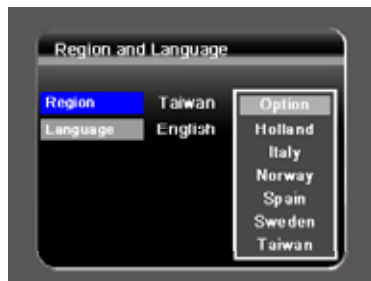 Region and Language
Region Taiwan Option
Language English Holland
Italy
Norway
Spain
Sweden
Taiwan